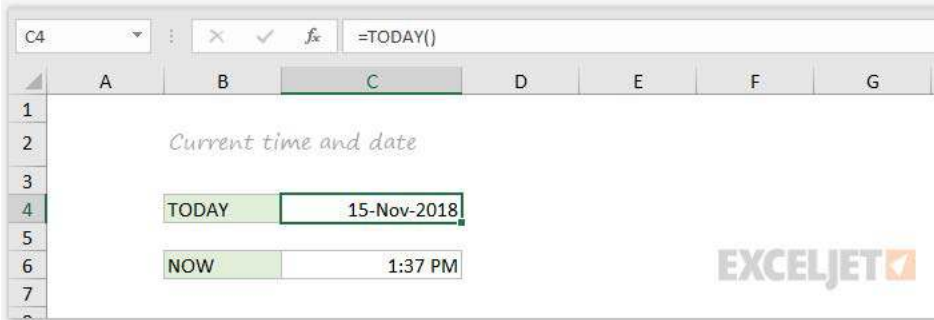 C4 fx =TODAY()
A B C D E F G
1
2 Current time and date
3
4 TODAY 15-Nov-2018
5
6 NOW 1:37 PM
EXCELJET
7